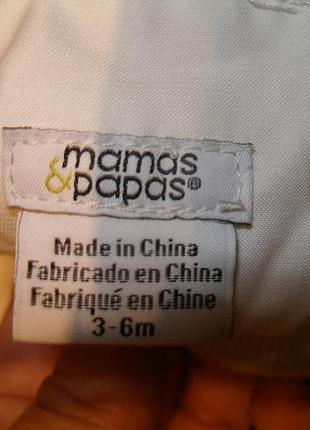 mamas
&papas®
Made in China
Fabricado en China
Fabriqué en Chine
3-6m